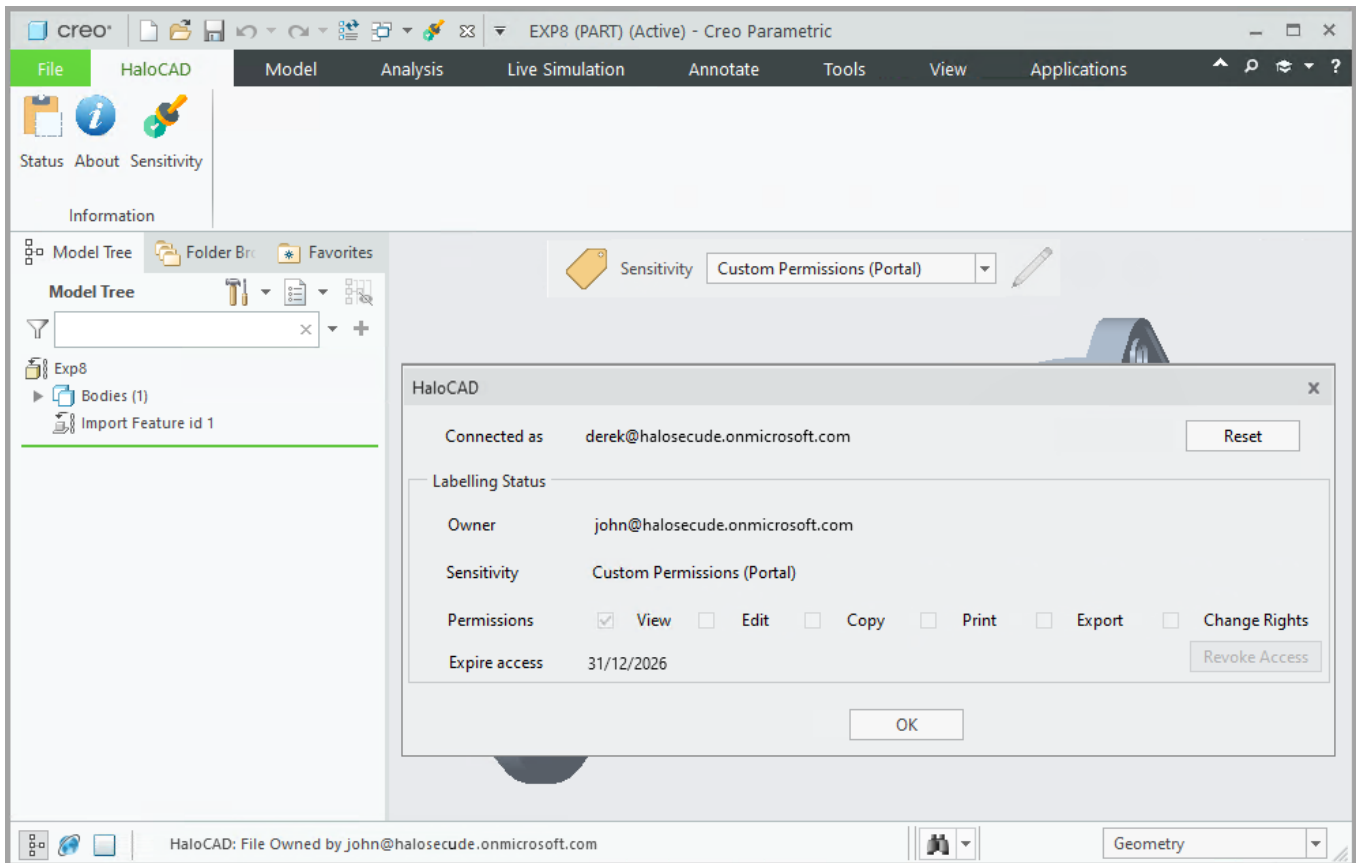 creo® EXP8 (PART) (Active) - Creo Parametric
File HaloCAD Model Analysis Live Simulation Annotate Tools View Applications ?
Status About Sensitivity
Information
Model Tree Folder Br Favorites
Sensitivity Custom Permissions (Portal)
Model Tree
Exp8
Bodies (1)
Import Feature id 1
HaloCAD
Connected as derek@halosecude.onmicrosoft.com Reset
Labelling Status
Owner john@halosecude.onmicrosoft.com
Sensitivity Custom Permissions (Portal)
Permissions View Edit Copy Print Export Change Rights
Expire access 31/12/2026 Revoke Access
OK
HaloCAD: File Owned by john@halosecude.onmicrosoft.com Geometry